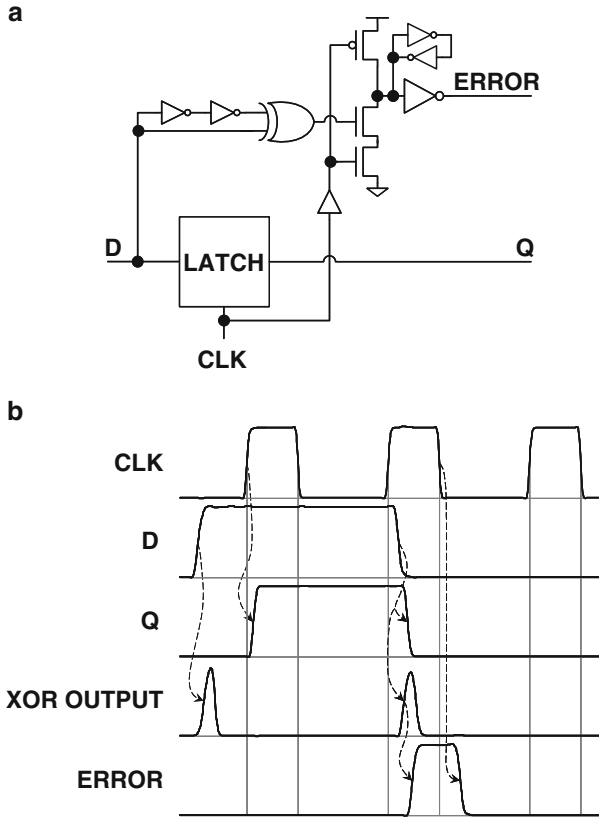 a
ERROR
D
LATCH
Q
CLK
b
CLK
D
Q
XOR OUTPUT
ERROR